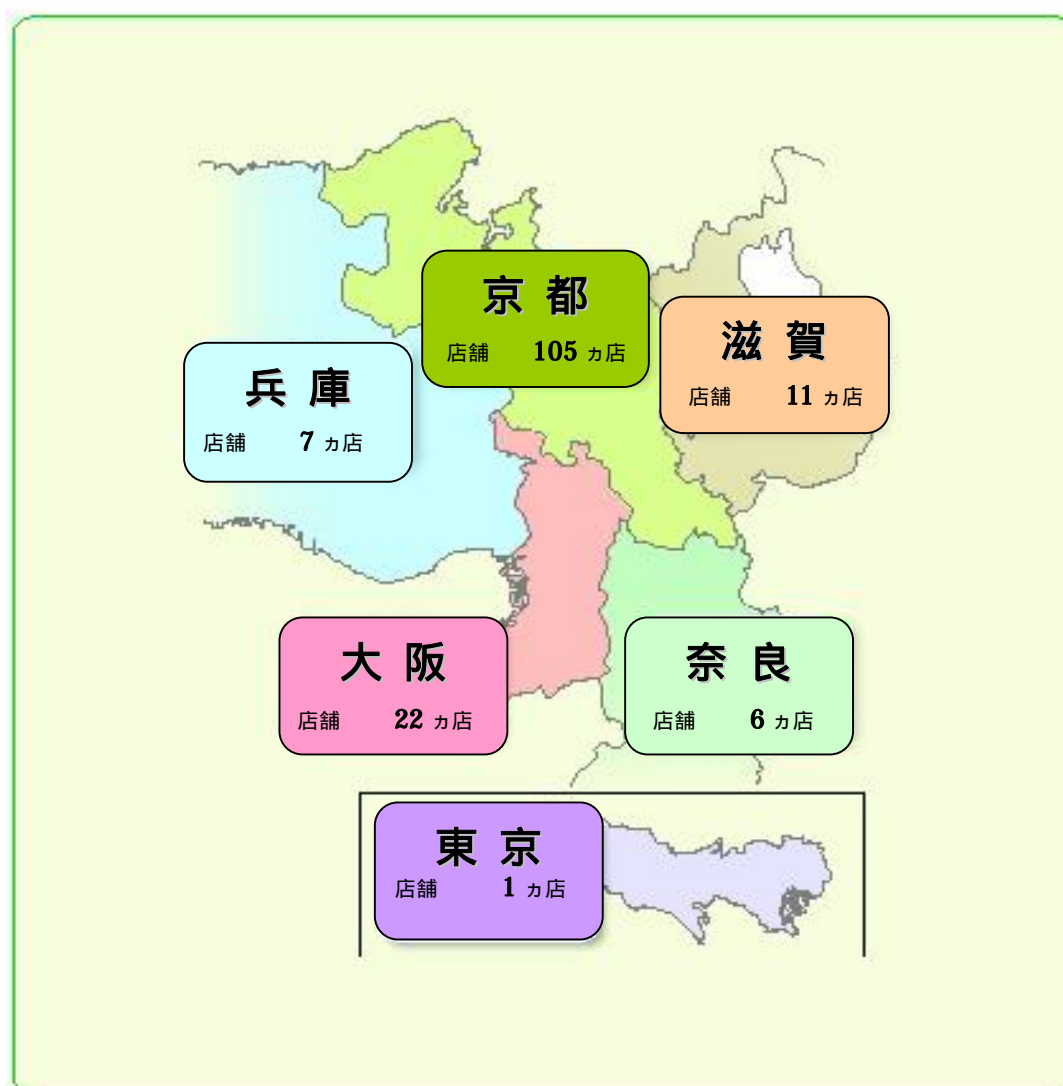 京 都
店舗 105 ヵ店
滋 賀
店舗 11 ヵ店
兵 庫
店舗 7 ヵ店
大 阪
店舗 22 ヵ店
奈 良
店舗 6 ヵ店
東 京
店舗 1 ヵ店